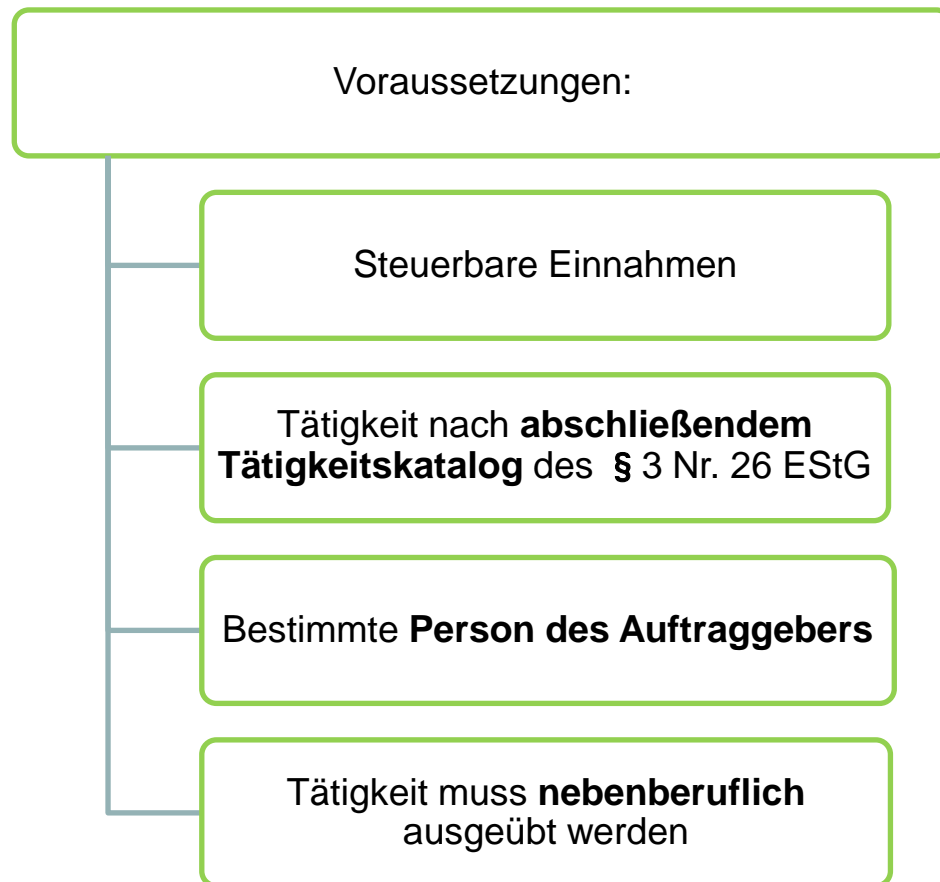 Voraussetzungen:
Steuerbare Einnahmen
Tätigkeit nach abschließendem
Tätigkeitskatalog des § 3 Nr. 26 EStG
Bestimmte Person des Auftraggebers
Tätigkeit muss nebenberuflich
ausgeübt werden